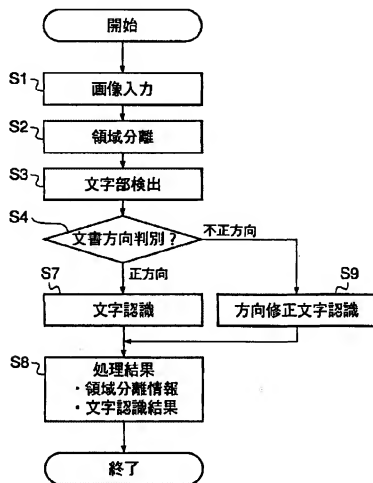 開始
S1
画像入力
S2
領域分離
S3
文字部検出
S4
文書方向判別？
不正方向
正方向
S7
文字認識
S9
方向修正文字認識
S8
処理結果
・領域分離情報
・文字認識結果
終了